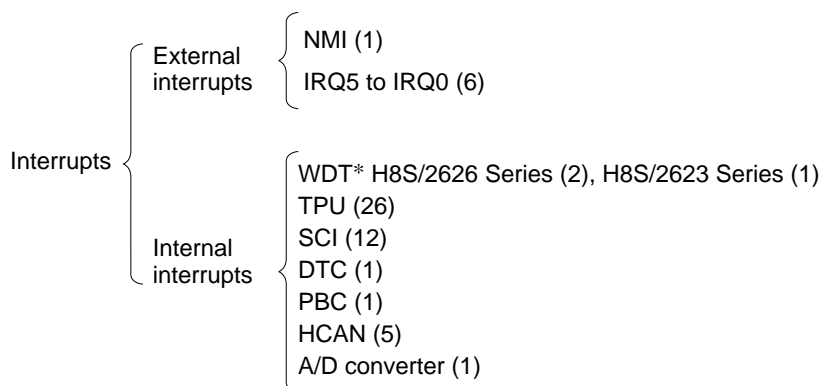 Interrupts
External
interrupts
NMI (1)
IRQ5 to IRQ0 (6)
Internal
interrupts
WDT* H8S/2626 Series (2), H8S/2623 Series (1)
TPU (26)
SCI (12)
DTC (1)
PBC (1)
HCAN (5)
A/D converter (1)